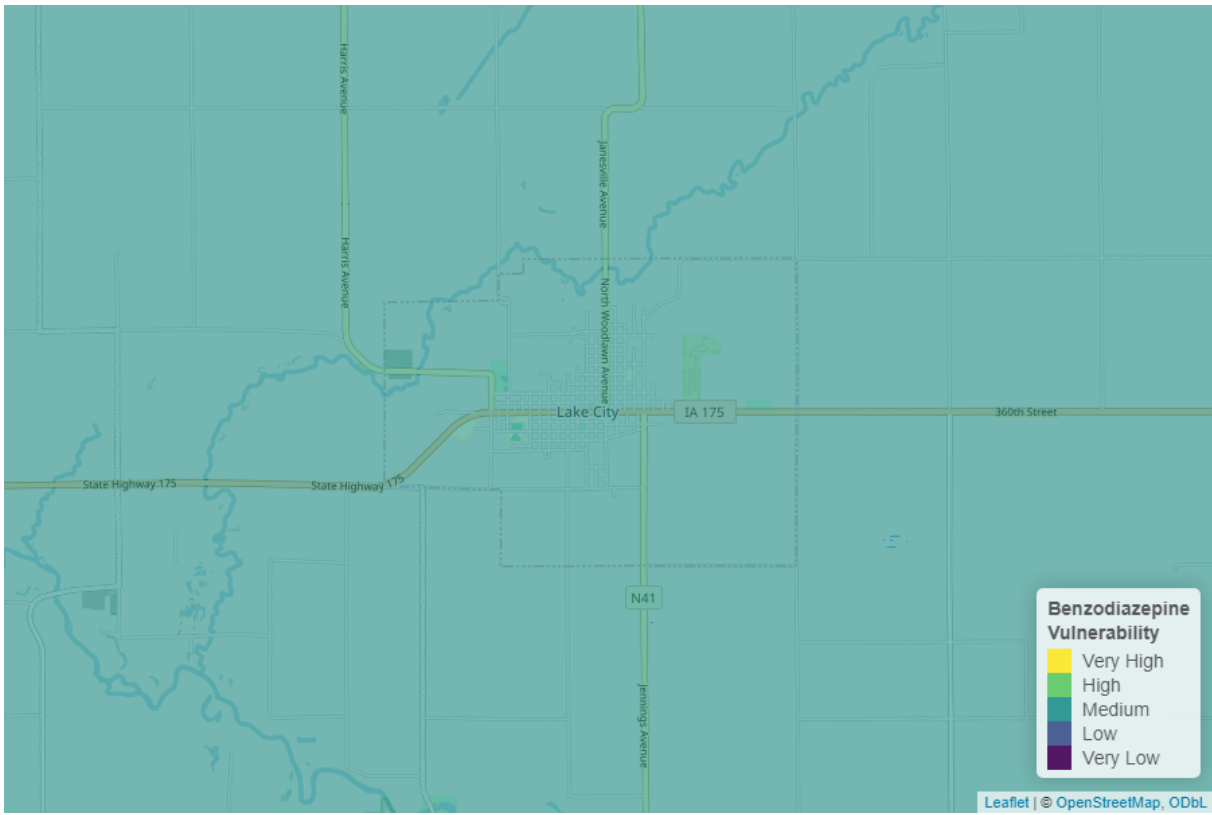 Harris Avenue
Janesville Avenue
Harris Avenue
North Woodlawn Avenue
Lake City
IA 175
360th Street
State Highway 175
State Highway 175
N41
Jennings Avenue
Benzodiazepine
Vulnerability
Very High
High
Medium
Low
Very Low
Leaflet | © OpenStreetMap, ODbL